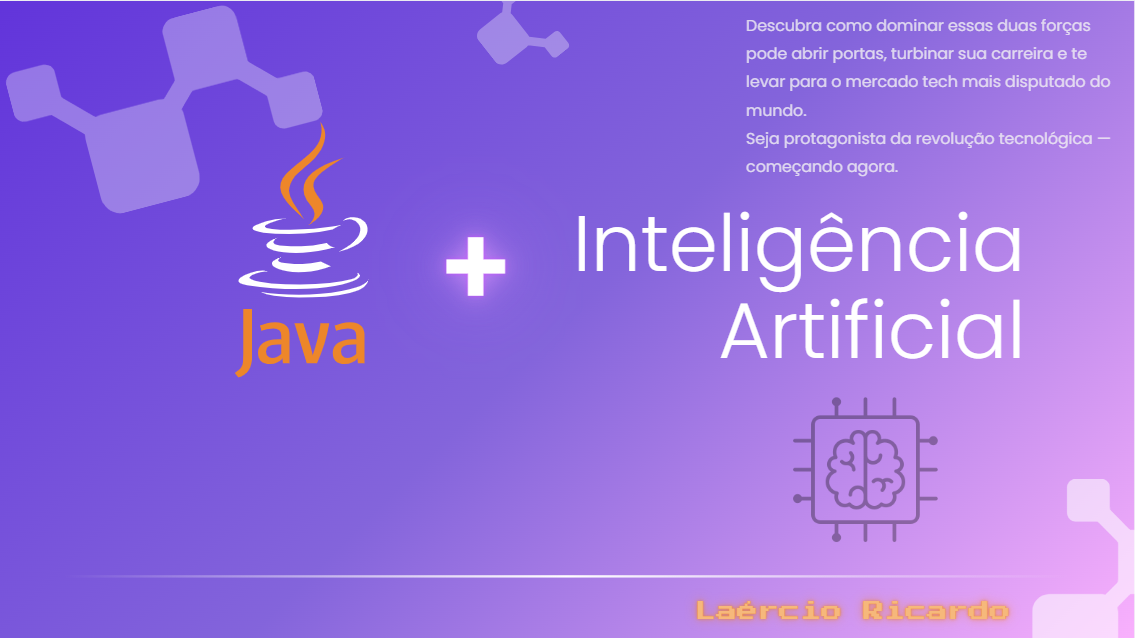 Descubra como dominar essas duas forças
pode abrir portas, turbinar sua carreira e te
levar para o mercado tech mais disputado do
mundo.
Seja protagonista da revolução tecnológica —
começando agora.
Java
+
Inteligência
Artificial
Laércio Ricardo